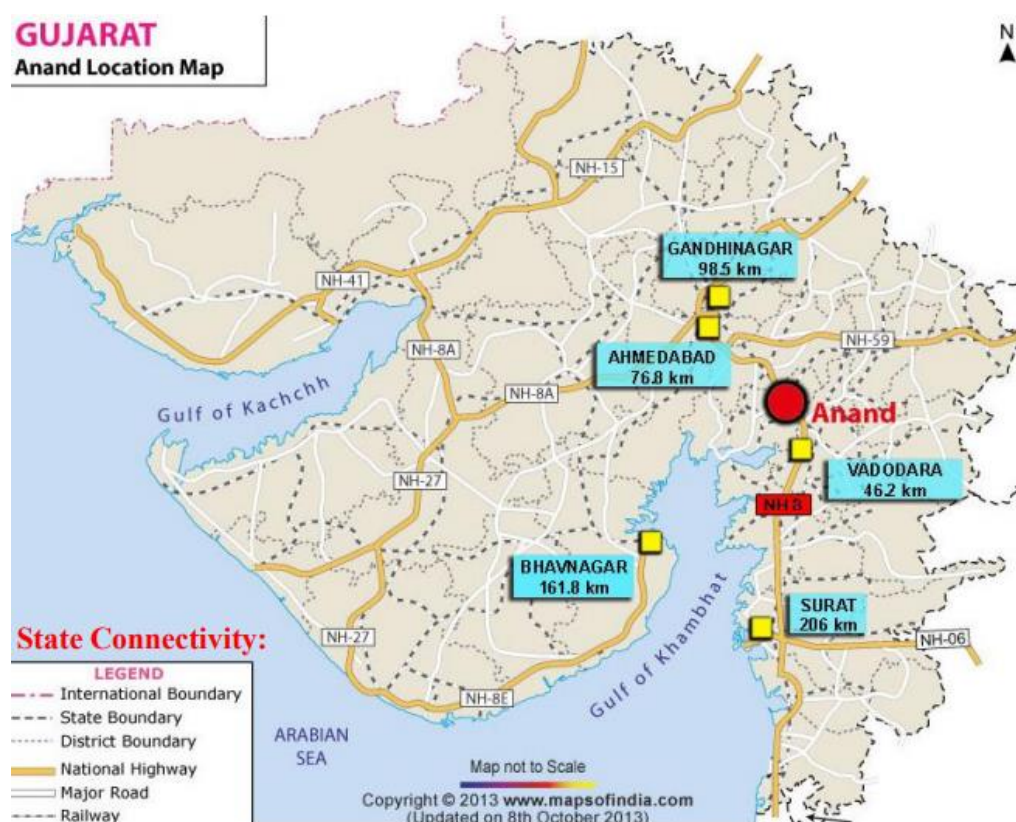 GUJARAT
Anand Location Map
N
NH-15
GANDHINAGAR
98.5 km
NH-41
NH-8A
AHMEDABAD
76.8 km
NH-59
NH-8A
Anand
Gulf of Kachchh
VADODARA
46.2 km
NH-27
NH 8
BHAVNAGAR
161.8 km
SURAT
206 km
NH-06
State Connectivity:
NH-27
Gulf of Khambhat
NH-8E
LEGEND
International Boundary
State Boundary
District Boundary
National Highway
Major Road
Railway
ARABIAN
SEA
Map not to Scale
Copyright © 2013 www.mapsofindia.com
(Updated on 8th October 2013)